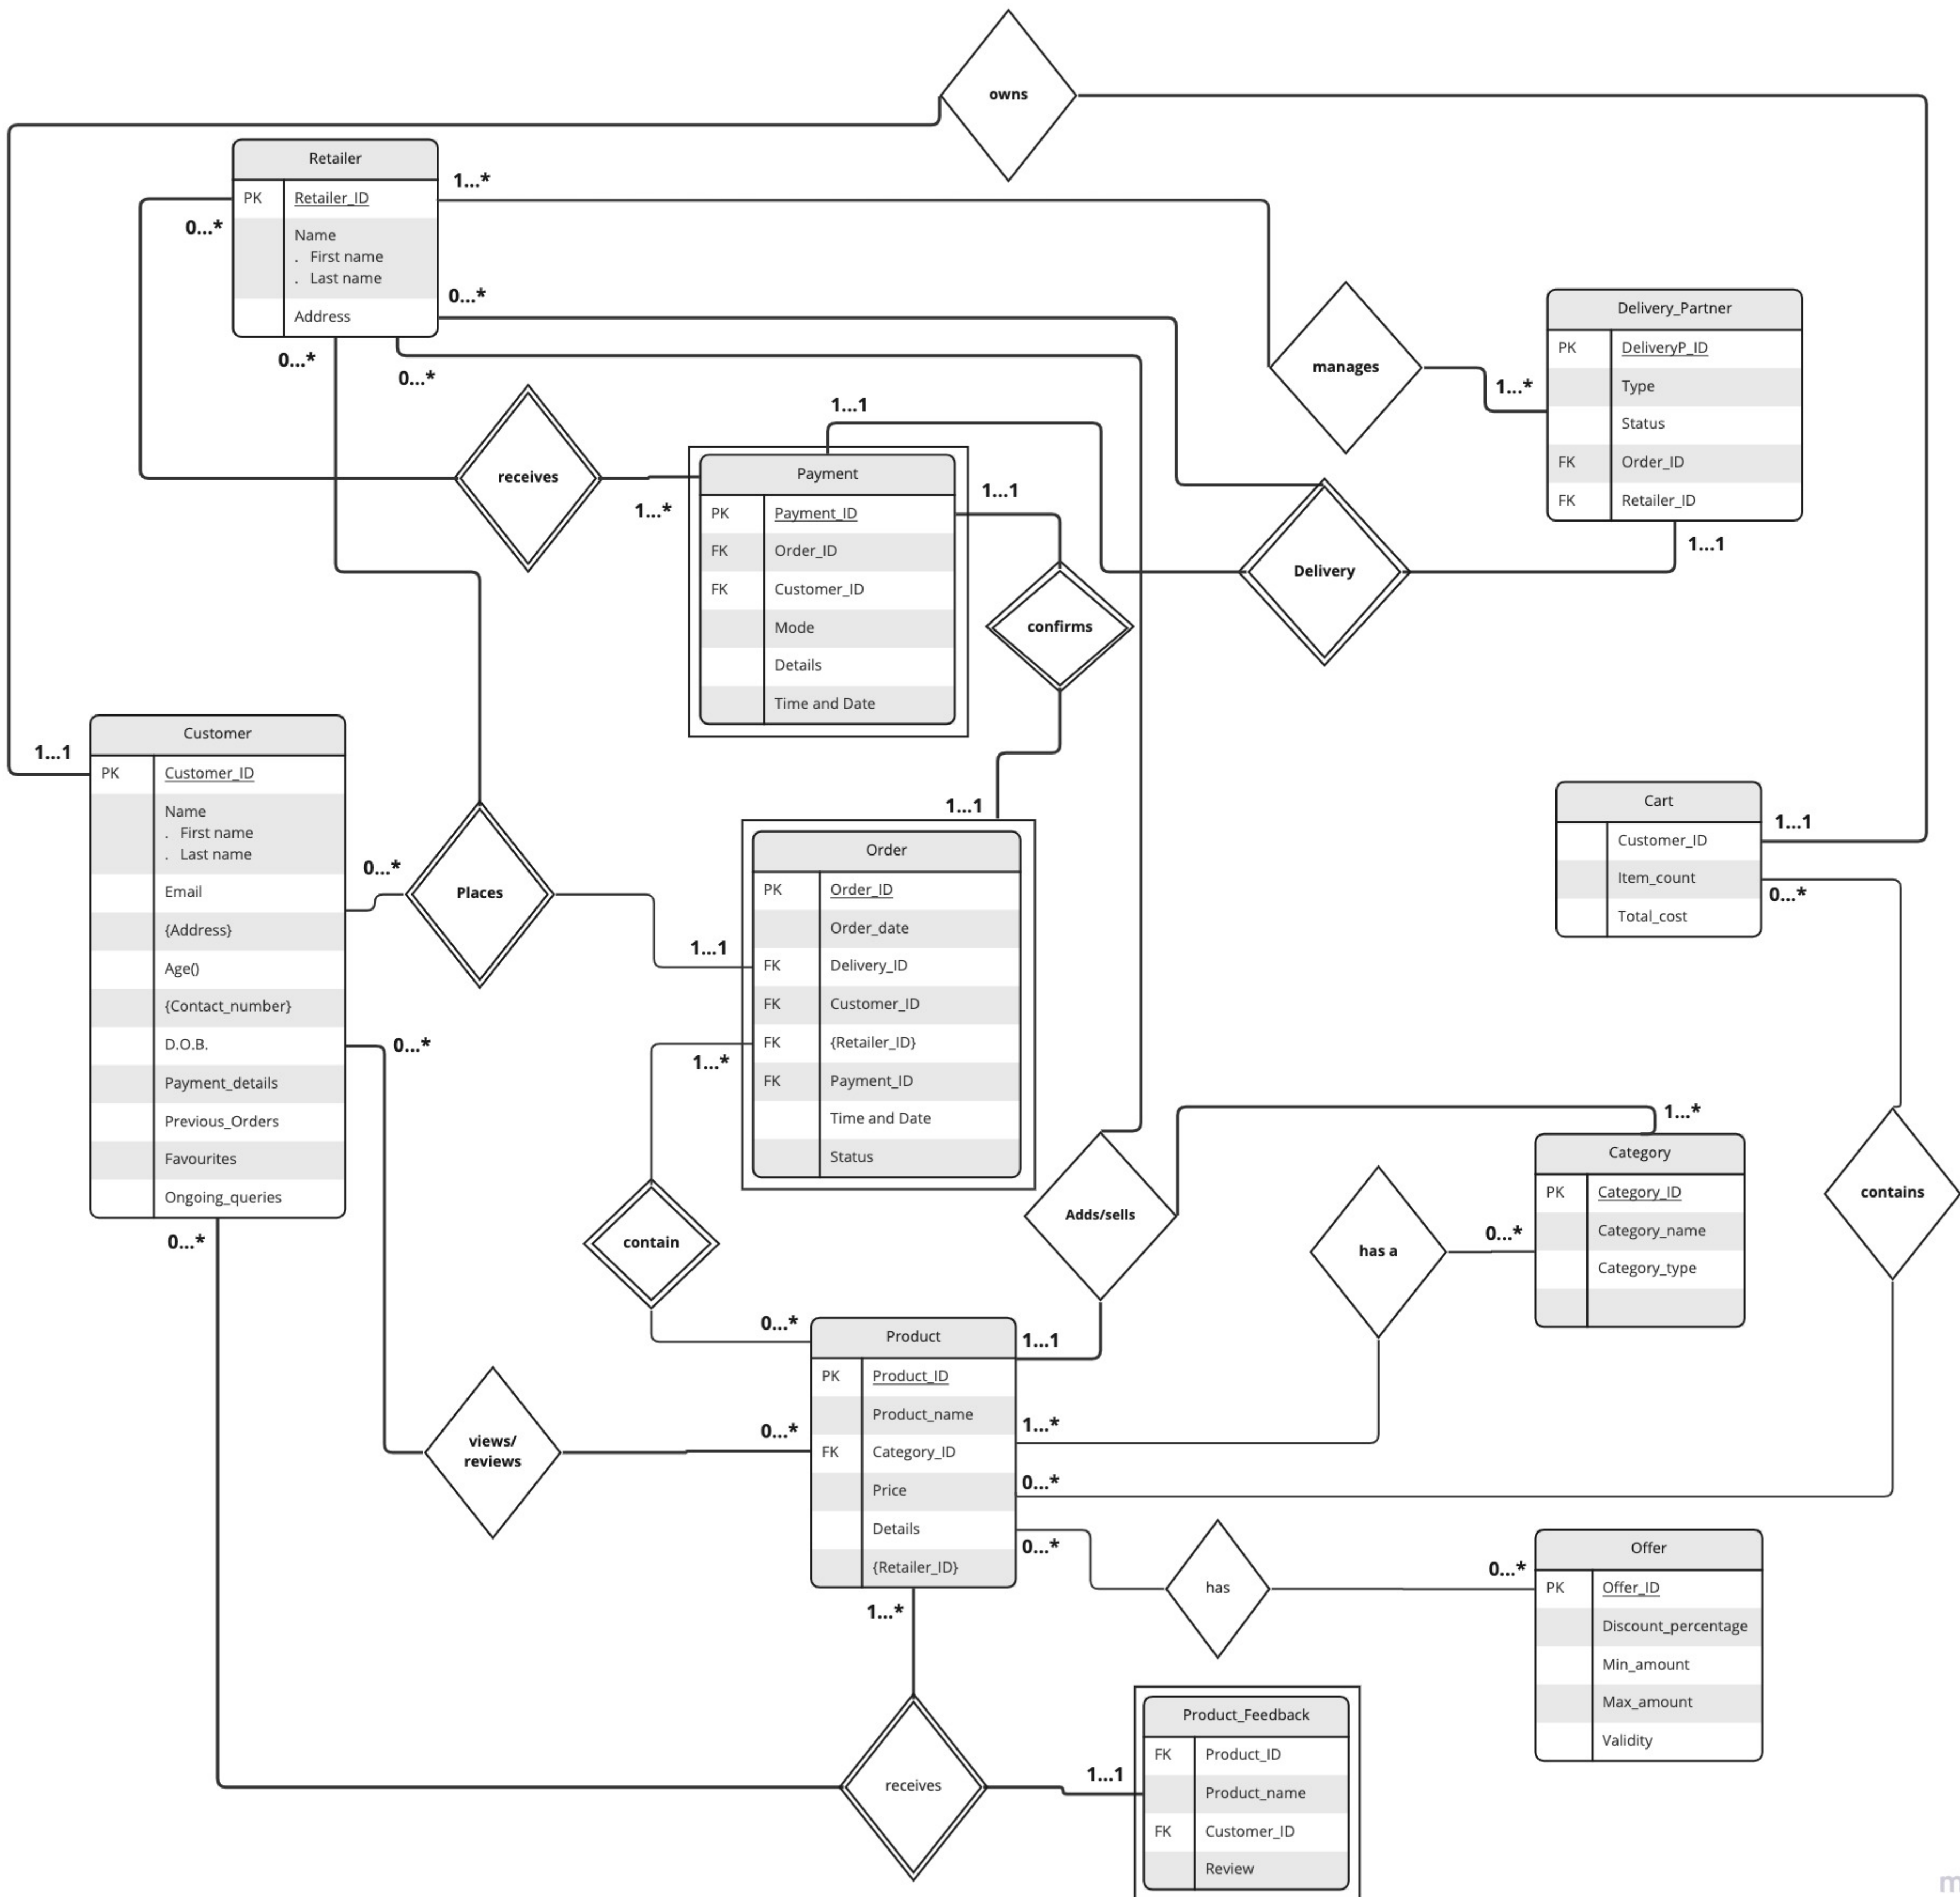 owns
Retailer
1...*
PK Retailer_ID
0...*
Name
. First name
. Last name
0...*
Address
0...*
0...*
manages
1...*
Delivery_Partner
PK DeliveryP_ID
Type
Status
FK Order_ID
FK Retailer_ID
1...1
receives
1...*
1...1
Payment
PK Payment_ID
FK Order_ID
FK Customer_ID
Mode
Details
Time and Date
1...1
confirms
1...1
Delivery
1...1
Customer
PK Customer_ID
Name
. First name
. Last name
Email
{Address}
Age()
{Contact_number}
D.O.B.
Payment_details
Previous_Orders
Favourites
Ongoing_queries
0...*
0...*
0...*
Places
1...1
1...*
Order
PK Order_ID
Order_date
FK Delivery_ID
FK Customer_ID
FK {Retailer_ID}
FK Payment_ID
Time and Date
Status
Cart
Customer_ID
Item_count
Total_cost
1...1
0...*
contain
0...*
Adds/sells
1...1
has a
0...*
1...*
Category
PK Category_ID
Category_name
Category_type
contains
views/
reviews
0...*
Product
PK Product_ID
Product_name
FK Category_ID
Price
Details
{Retailer_ID}
1...*
0...*
0...*
1...*
has
0...*
Offer
PK Offer_ID
Discount_percentage
Min_amount
Max_amount
Validity
receives
1...1
Product_Feedback
FK Product_ID
Product_name
FK Customer_ID
Review